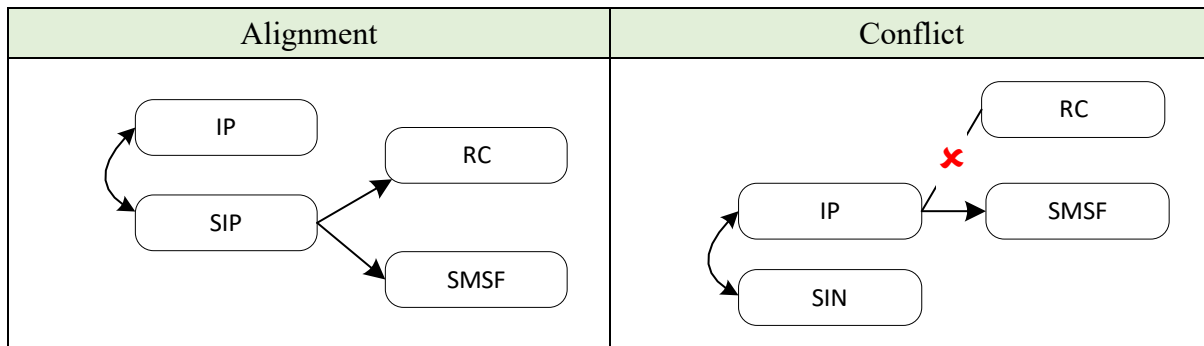 Alignment
Conflict
IP
RC
SIP
SMSF
RC
IP
SMSF
SIN